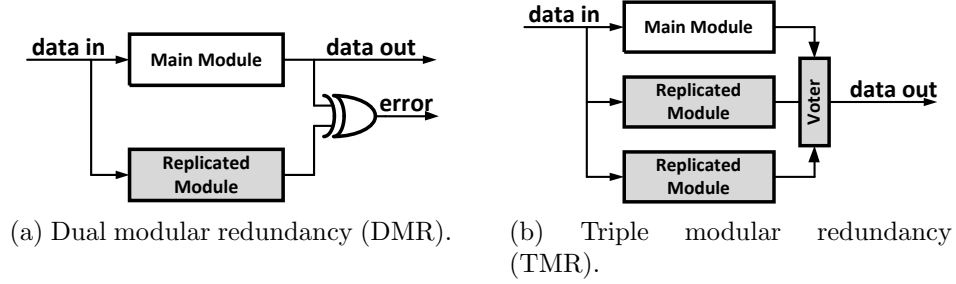 data in
Main Module
data out
error
Replicated
Module
(a) Dual modular redundancy (DMR).
data in
Main Module
Replicated
Module
Voter
data out
Replicated
Module
(b) Triple modular redundancy
(TMR).